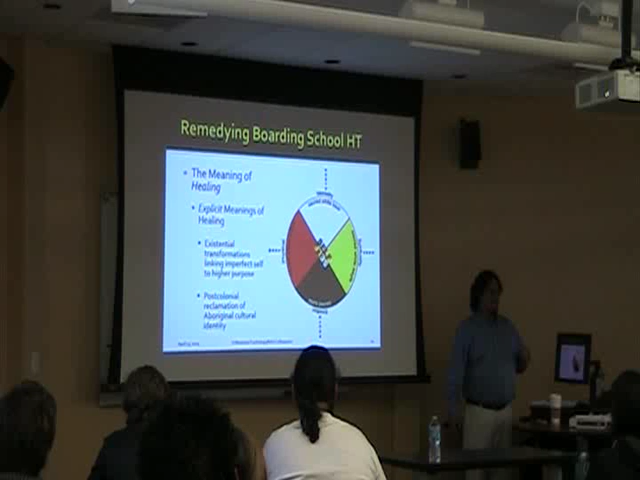 Remedying Boarding School HT
The Meaning of
Healing
Explicit Meanings of
Healing
Existential
transformations
linking imperfect self
to higher purpose
Postcolonial
reclamation of
Aboriginal cultural
identity